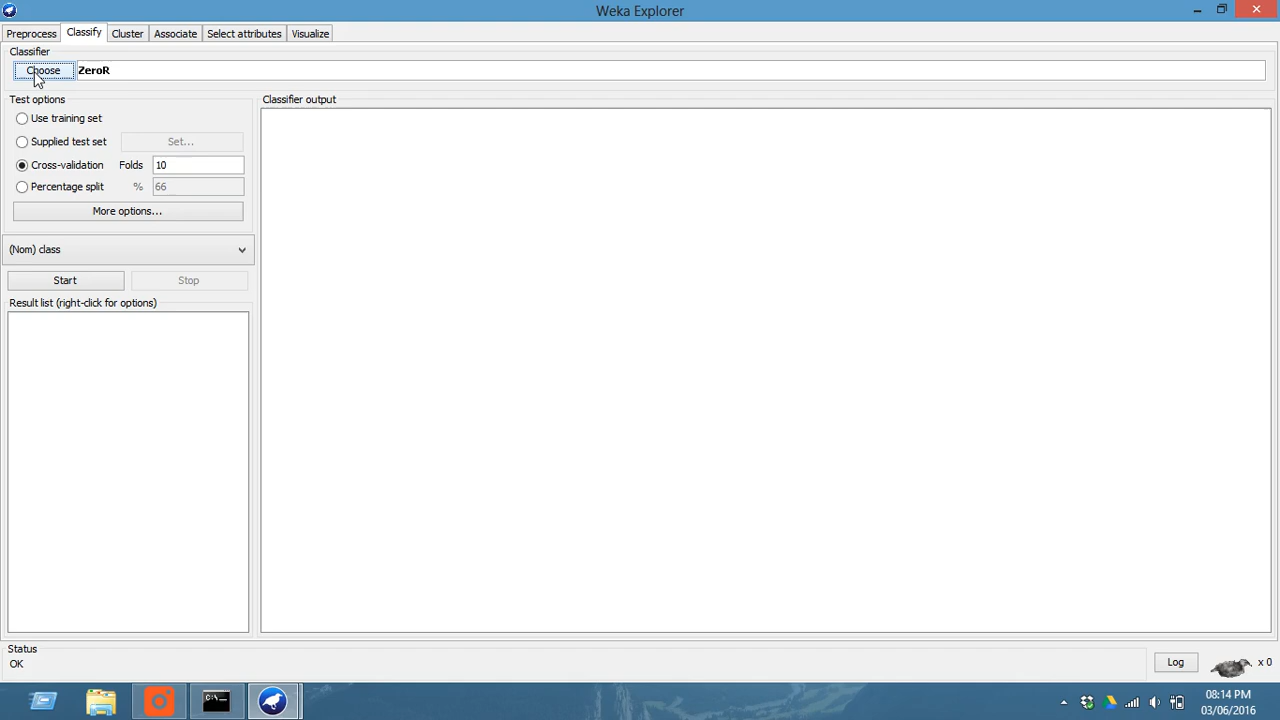 Weka Explorer
Preprocess Classify Cluster Associate Select attributes Visualize
Classifier
Choose ZeroR
Test options
Use training set
Supplied test set Set...
Cross-validation Folds 10
Percentage split % 66
More options...
(Nom) class
Start Stop
Result list (right-click for options)
Classifier output
Status
OK
Log x 0
C:\
08:14 PM
03/06/2016